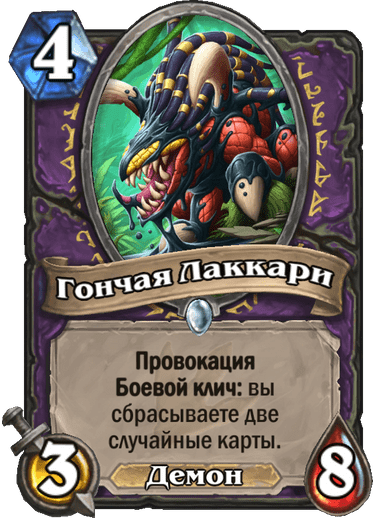 4
Гончая Лаккари
Провокация
Боевой клич: вы
сбрасываете две
случайные карты.
3
Демон
8